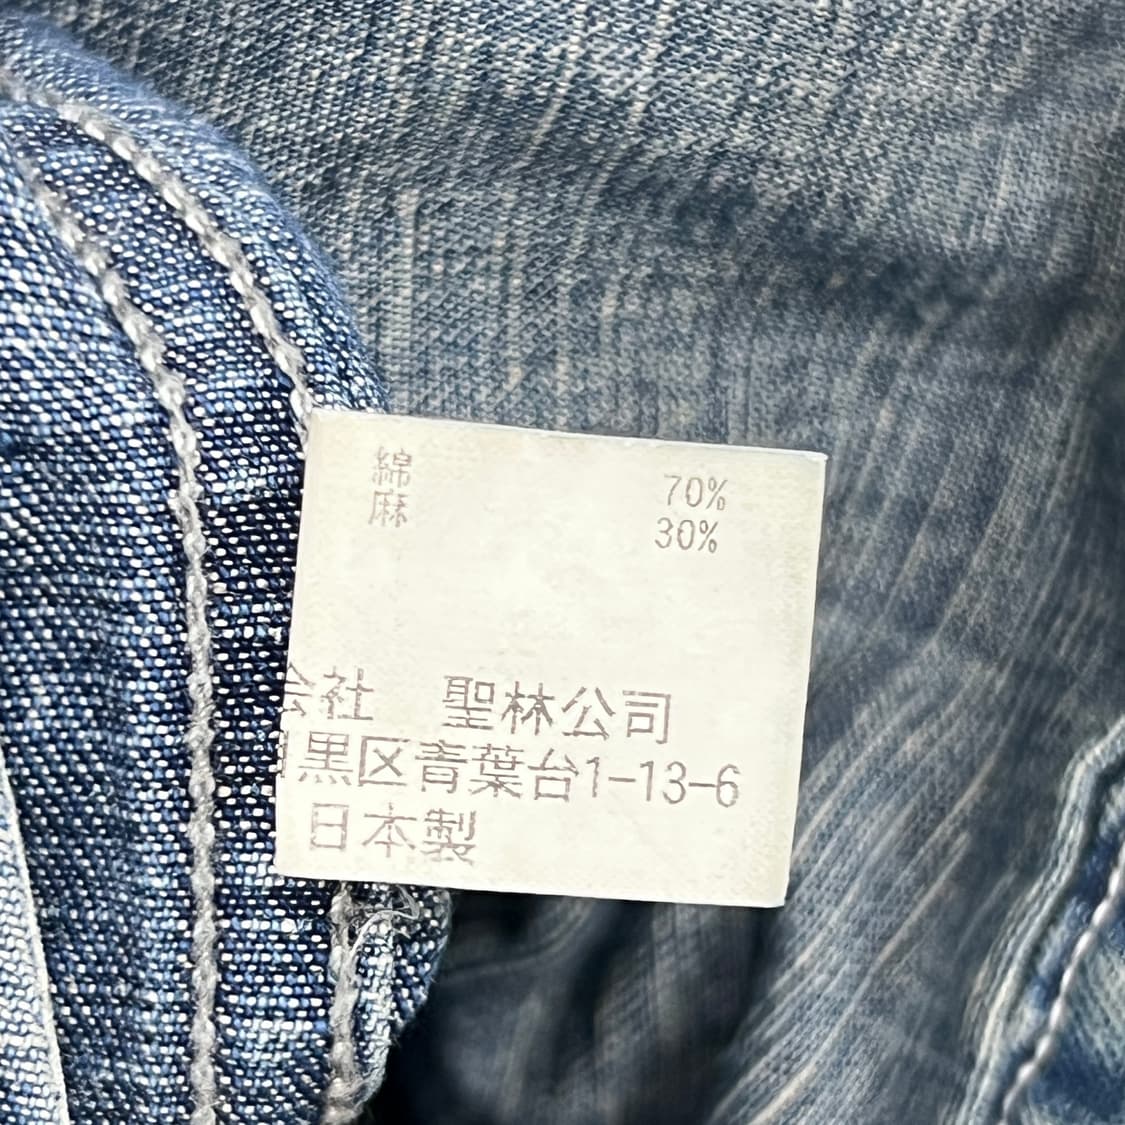 綿 70%
麻 30%
会社 聖林公司
黒区青葉台1-13-6
日本製